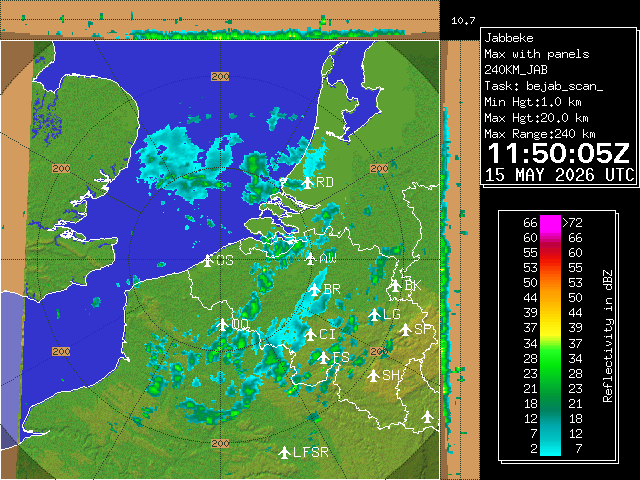 10.7
Jabbeke
Max with panels
240KM_JAB
Task: bejab_scan_
Min Hgt:1.0 km
Max Hgt:20.0 km
Max Range:240 km
11:50:05Z
15 MAY 2026 UTC
200
200
200
RD
OS
AW
BR
BK
LG
QO
CI
SP
200
200
FS
SH
200
LFSR
66 >72
60 66
55 60
53 55
50 53
44 50
39 44
37 39
34 37
28 34
23 28
21 23
18 21
12 18
7 12
2 7
Reflectivity in dBZ